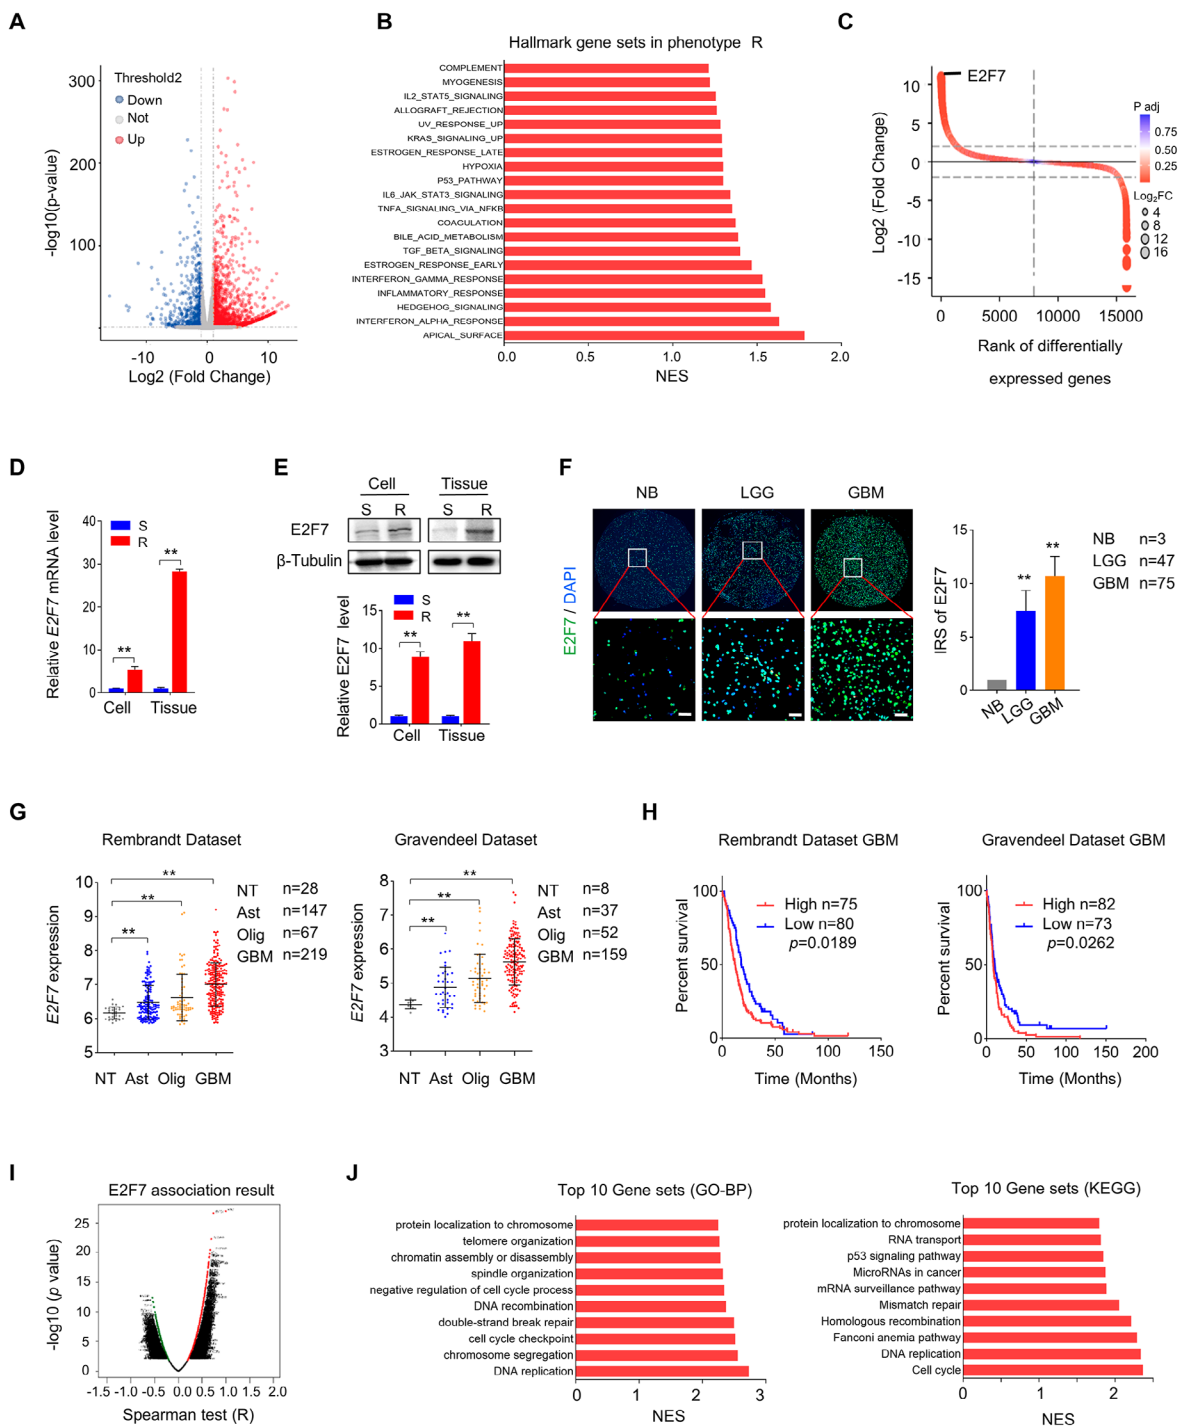 A
Threshold2
Down
Not
Up
300
200
100
-log10(p-value)
-10
0
10
Log2 (Fold Change)
B
Hallmark gene sets in phenotype R
COMPLEMENT
MYOGENESIS
IL2_STAT5_SIGNALING
ALLOGRAFT_REJECTION
UV_RESPONSE_UP
KRAS_SIGNALING_UP
ESTROGEN_RESPONSE_LATE
HYPOXIA
P53_PATHWAY
IL6_JAK_STAT3_SIGNALING
TNFA_SIGNALING_VIA_NFKB
COAGULATION
BILE_ACID_METABOLISM
TGF_BETA_SIGNALING
ESTROGEN_RESPONSE_EARLY
INTERFERON_GAMMA_RESPONSE
INFLAMMATORY_RESPONSE
HEDGEHOG_SIGNALING
INTERFERON_ALPHA_RESPONSE
APICAL_SURFACE
0.0 0.5 1.0 1.5 2.0
NES
C
E2F7
10
5
0
-5
-10
-15
Log2 (Fold Change)
0 5000 10000 15000
Rank of differentially
expressed genes
P adj
0.75
0.50
0.25
Log₂FC
4
8
12
16
D
S
R
40
30
20
10
0
Relative E2F7 mRNA level
** **
Cell Tissue
E
Cell Tissue
S R S R
E2F7
β-Tubulin
S
R
15
10
5
0
Relative E2F7 level
** **
Cell Tissue
F
NB LGG GBM
E2F7 / DAPI
15
10
5
0
IRS of E2F7
** **
NB LGG GBM
NB n=3
LGG n=47
GBM n=75
G
Rembrandt Dataset
10
9
8
7
6
5
E2F7 expression
**
**
**
NT Ast Olig GBM
NT n=28
Ast n=147
Olig n=67
GBM n=219
Gravendeel Dataset
8
7
6
5
4
3
E2F7 expression
**
**
**
NT Ast Olig GBM
NT n=8
Ast n=37
Olig n=52
GBM n=159
H
Rembrandt Dataset GBM
100
50
0
Percent survival
High n=75
Low n=80
p=0.0189
0 50 100 150
Time (Months)
Gravendeel Dataset GBM
100
50
0
Percent survival
High n=82
Low n=73
p=0.0262
0 50 100 150 200
Time (Months)
I
E2F7 association result
25
20
15
10
5
0
-log10 (p value)
-1.5 -1.0 -0.5 0.0 0.5 1.0 1.5 2.0
Spearman test (R)
J
Top 10 Gene sets (GO-BP)
protein localization to chromosome
telomere organization
chromatin assembly or disassembly
spindle organization
negative regulation of cell cycle process
DNA recombination
double-strand break repair
cell cycle checkpoint
chromosome segregation
DNA replication
0 1 2 3
NES
Top 10 Gene sets (KEGG)
protein localization to chromosome
RNA transport
p53 signaling pathway
MicroRNAs in cancer
mRNA surveillance pathway
Mismatch repair
Homologous recombination
Fanconi anemia pathway
DNA replication
Cell cycle
0 1 2
NES